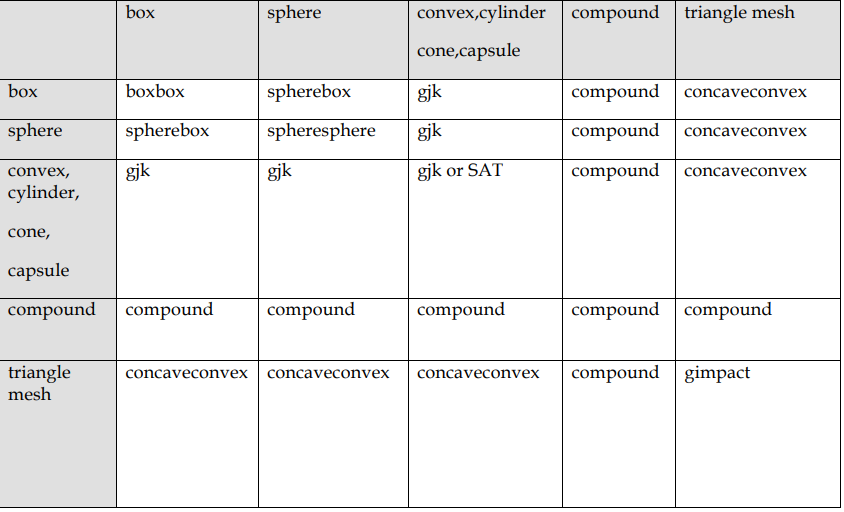 box sphere convex,cylinder compound triangle mesh
cone,capsule
box boxbox spherebox gjk compound concaveconvex
sphere spherebox spheresphere gjk compound concaveconvex
convex, gjk gjk gjk or SAT compound concaveconvex
cylinder,
cone,
capsule
compound compound compound compound compound compound
triangle concaveconvex concaveconvex concaveconvex compound gimpact
mesh